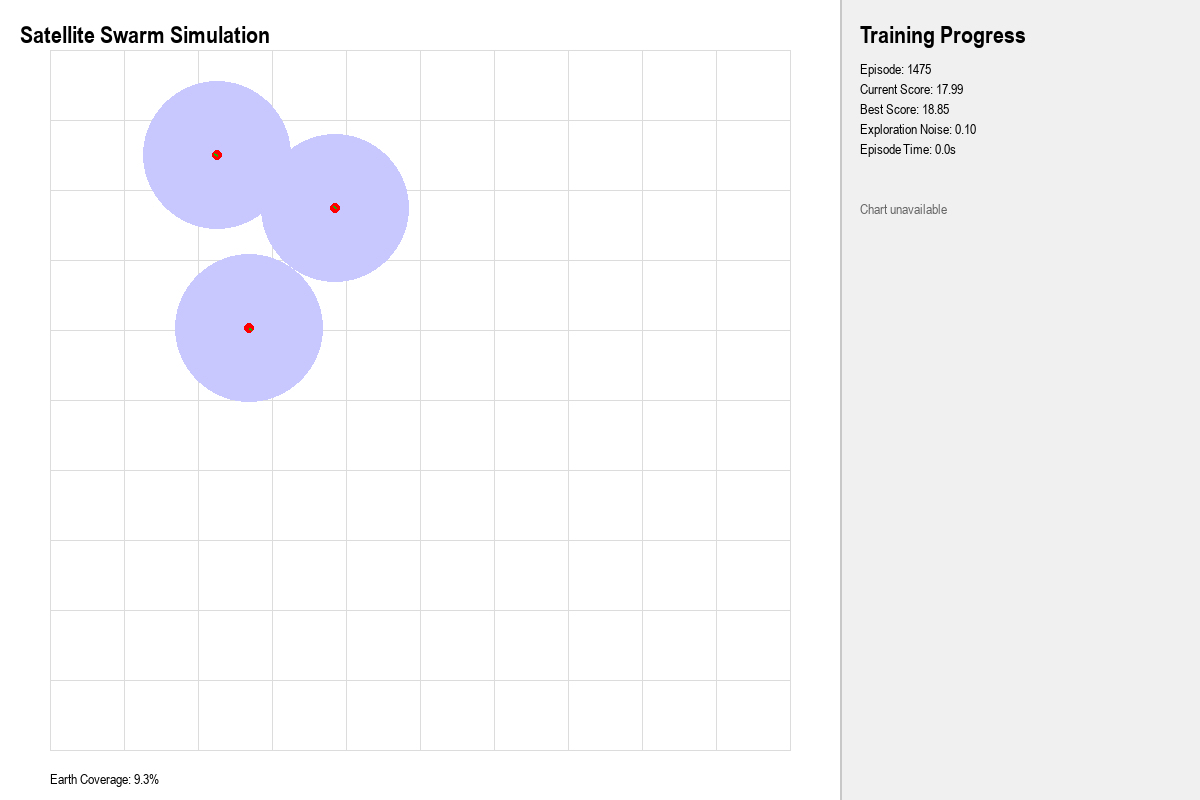 Satellite Swarm Simulation
Earth Coverage: 9.3%
Training Progress
Episode: 1475
Current Score: 17.99
Best Score: 18.85
Exploration Noise: 0.10
Episode Time: 0.0s
Chart unavailable